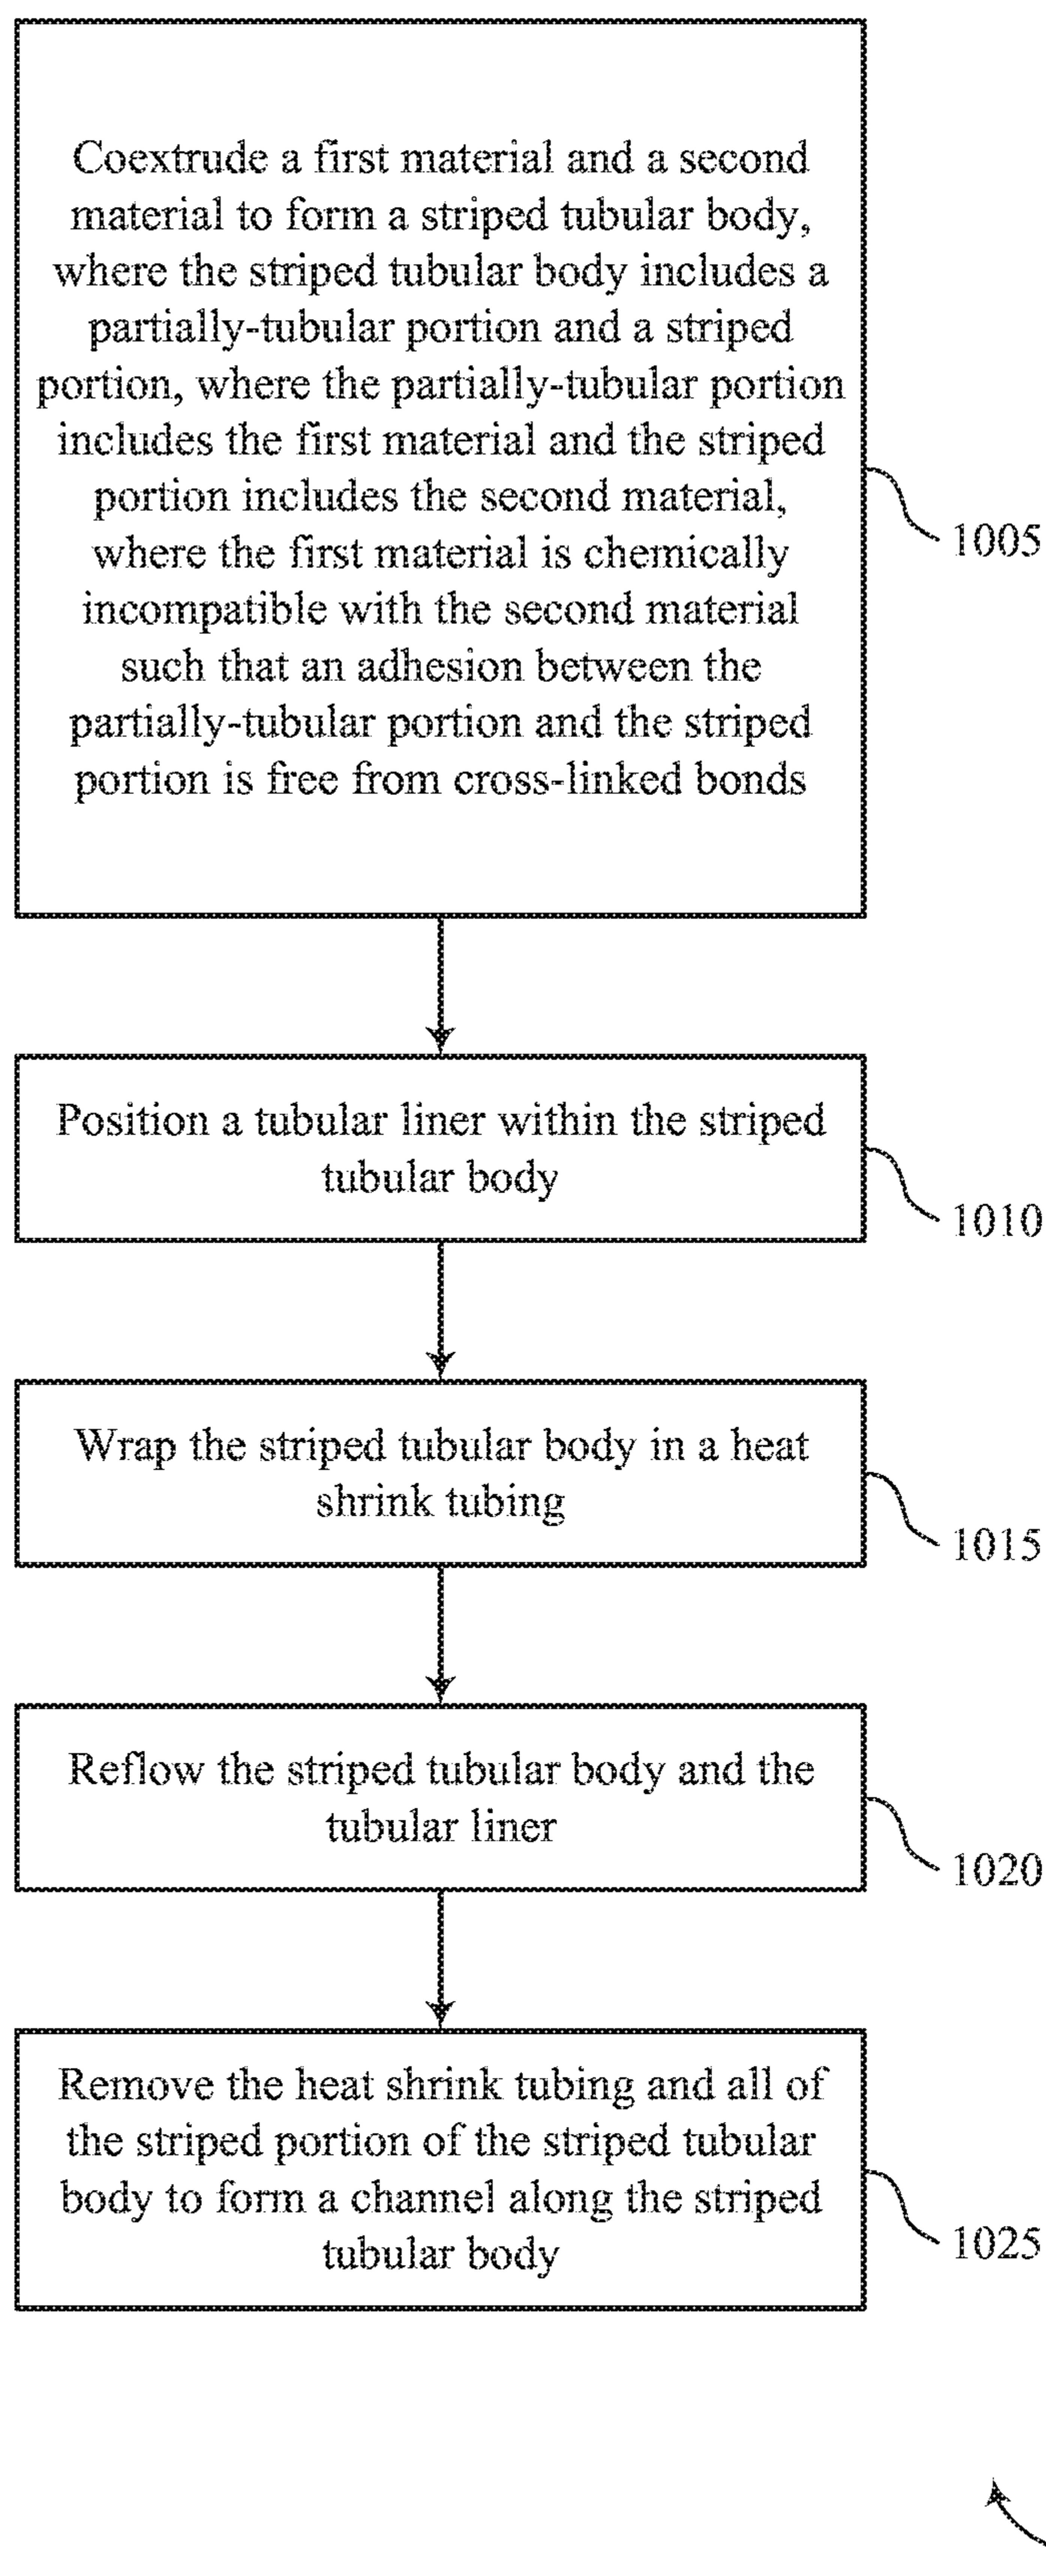 Coextrude a first material and a second
material to form a striped tubular body,
where the striped tubular body includes a
partially-tubular portion and a striped
portion, where the partially-tubular portion
includes the first material and the striped
portion includes the second material,
where the first material is chemically
incompatible with the second material
such that an adhesion between the
partially-tubular portion and the striped
portion is free from cross-linked bonds
1005
Position a tubular liner within the striped
tubular body
1010
Wrap the striped tubular body in a heat
shrink tubing
1015
Reflow the striped tubular body and the
tubular liner
1020
Remove the heat shrink tubing and all of
the striped portion of the striped tubular
body to form a channel along the striped
tubular body
1025